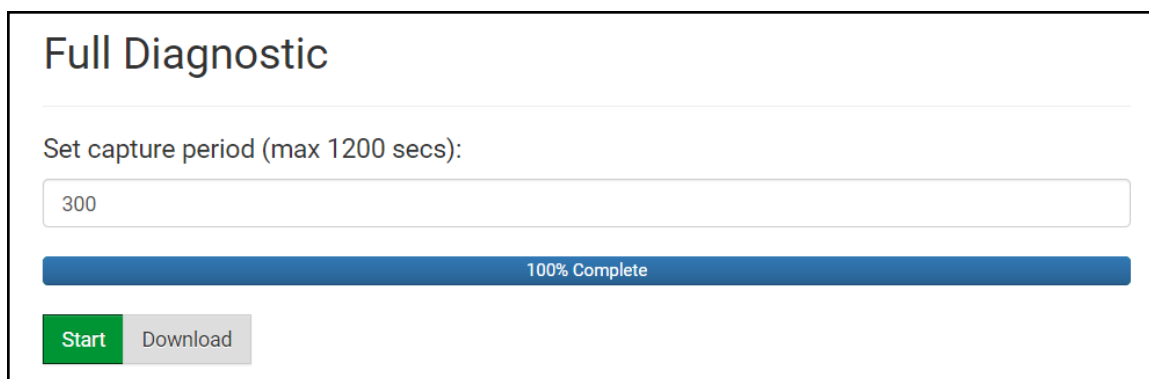 Full Diagnostic
Set capture period (max 1200 secs):
300
100% Complete
Start Download